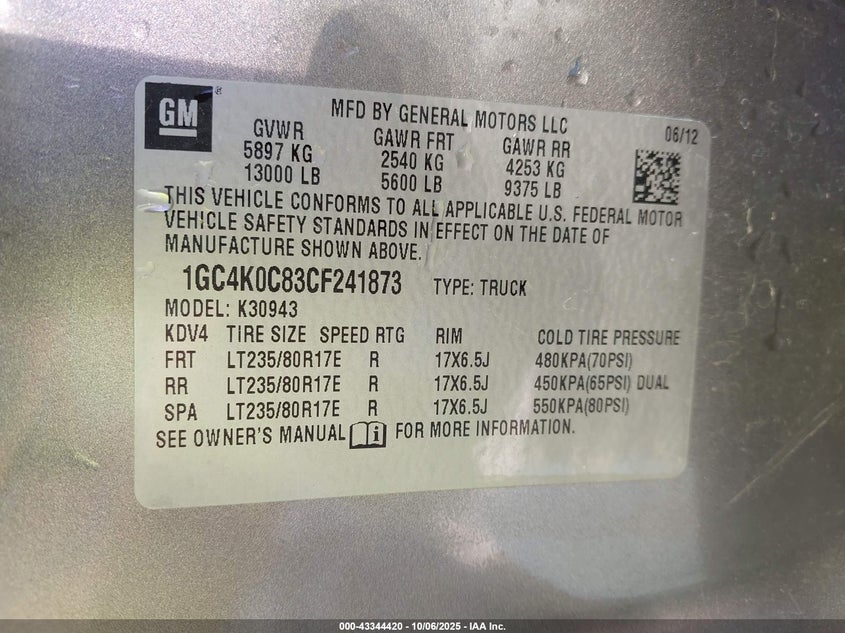 GM
MFD BY GENERAL MOTORS LLC
06/12
GVWR GAWR FRT GAWR RR
5897 KG 2540 KG 4253 KG
13000 LB 5600 LB 9375 LB
THIS VEHICLE CONFORMS TO ALL APPLICABLE U.S. FEDERAL MOTOR
VEHICLE SAFETY STANDARDS IN EFFECT ON THE DATE OF
MANUFACTURE SHOWN ABOVE.
1GC4K0C83CF241873 TYPE: TRUCK
MODEL: K30943
KDV4 TIRE SIZE SPEED RTG RIM COLD TIRE PRESSURE
FRT LT235/80R17E R 17X6.5J 480KPA(70PSI)
RR LT235/80R17E R 17X6.5J 450KPA(65PSI) DUAL
SPA LT235/80R17E R 17X6.5J 550KPA(80PSI)
SEE OWNER'S MANUAL FOR MORE INFORMATION.
000-43344420 - 10/06/2025 - IAA Inc.